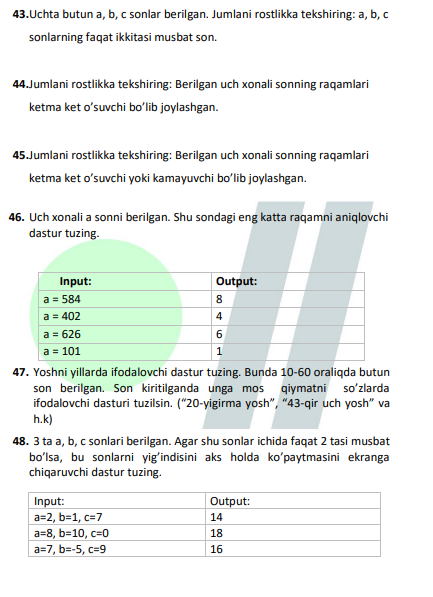 43.Uchta butun a, b, c sonlar berilgan. Jumlani rostlikka tekshiring: a, b, c
sonlarning faqat ikkitasi musbat son.
44.Jumlani rostlikka tekshiring: Berilgan uch xonali sonning raqamlari
ketma ket o’suvchi bo’lib joylashgan.
45.Jumlani rostlikka tekshiring: Berilgan uch xonali sonning raqamlari
ketma ket o’suvchi yoki kamayuvchi bo’lib joylashgan.
46. Uch xonali a sonni berilgan. Shu sondagi eng katta raqamni aniqlovchi
dastur tuzing.
Input: Output:
a = 584 8
a = 402 4
a = 626 6
a = 101 1
47. Yoshni yillarda ifodalovchi dastur tuzing. Bunda 10-60 oraliqda butun
son berilgan. Son kiritilganda unga mos qiymatni so’zlarda
ifodalovchi dasturi tuzilsin. (“20-yigirma yosh”, “43-qir uch yosh” va
h.k)
48. 3 ta a, b, c sonlari berilgan. Agar shu sonlar ichida faqat 2 tasi musbat
bo’lsa, bu sonlarni yig’indisini aks holda ko’paytmasini ekranga
chiqaruvchi dastur tuzing.
Input: Output:
a=2, b=1, c=7 14
a=8, b=10, c=0 18
a=7, b=-5, c=9 16